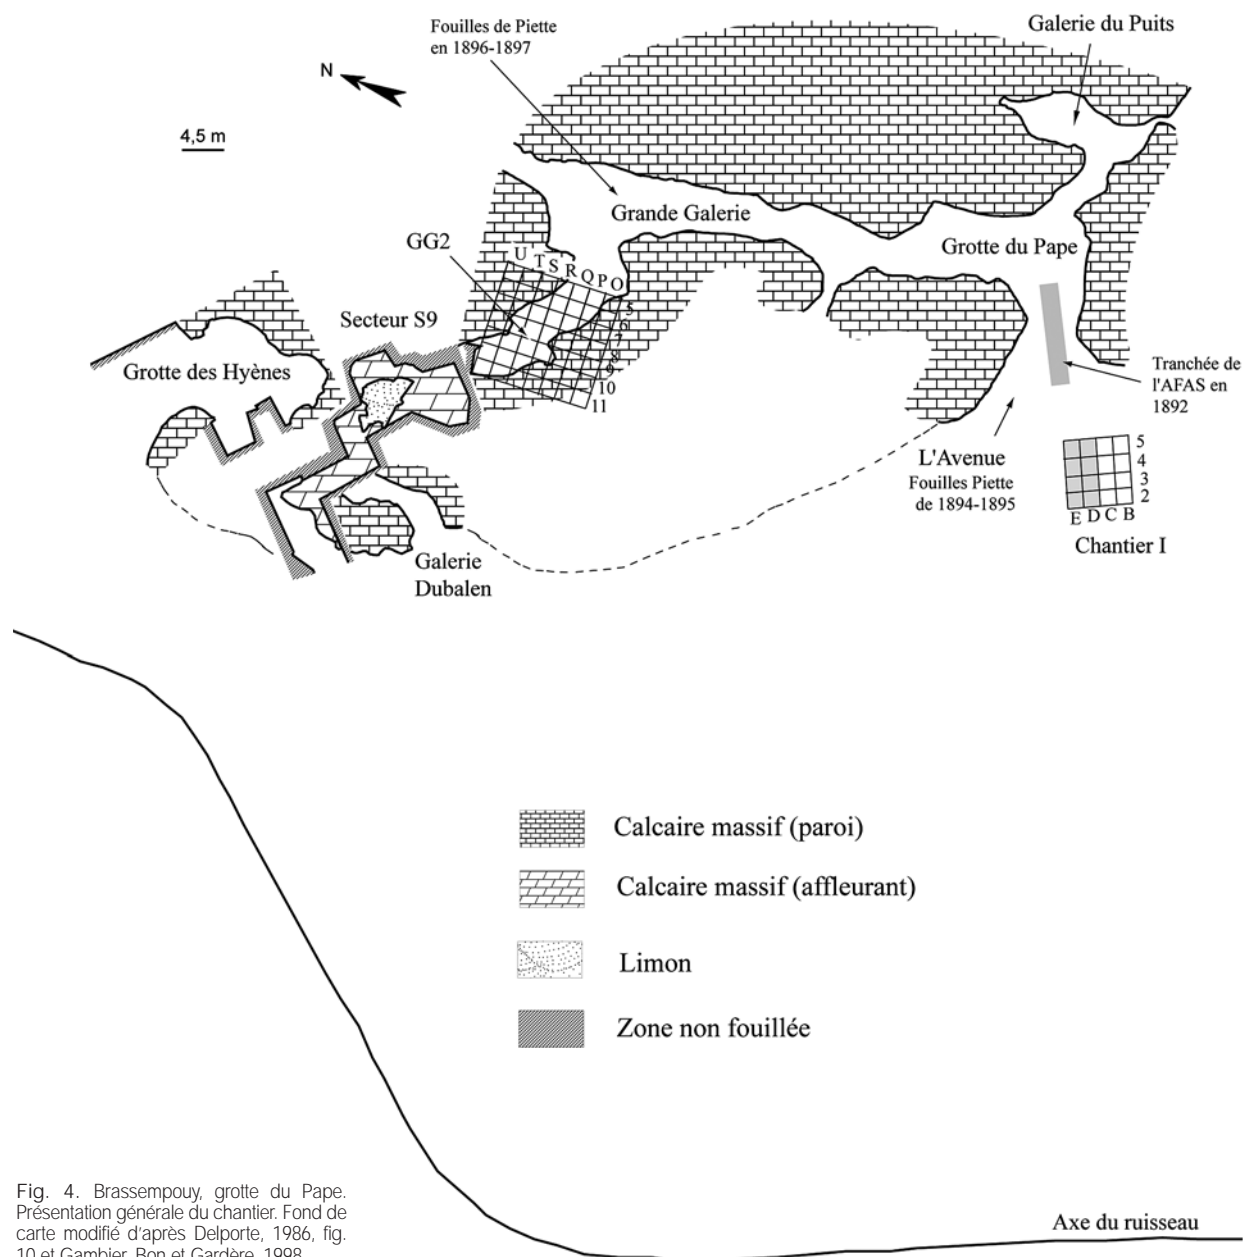 Fouilles de Piette
en 1896-1897
Galerie du Puits
N
4,5 m
Grande Galerie
Grotte du Pape
GG2
U T S R Q P O
5
6
7
8
9
10
11
Secteur S9
Grotte des Hyènes
Tranchée de
l'AFAS en
1892
L'Avenue
Fouilles Piette
de 1894-1895
5
4
3
2
E D C B
Chantier I
Galerie
Dubalen
Calcaire massif (paroi)
Calcaire massif (affleurant)
Limon
Zone non fouillée
Axe du ruisseau
Fig. 4. Brassempouy, grotte du Pape.
Présentation générale du chantier. Fond de
carte modifié d'après Delporte, 1986, fig.
10 et Gambier, Bon et Gardère, 1998